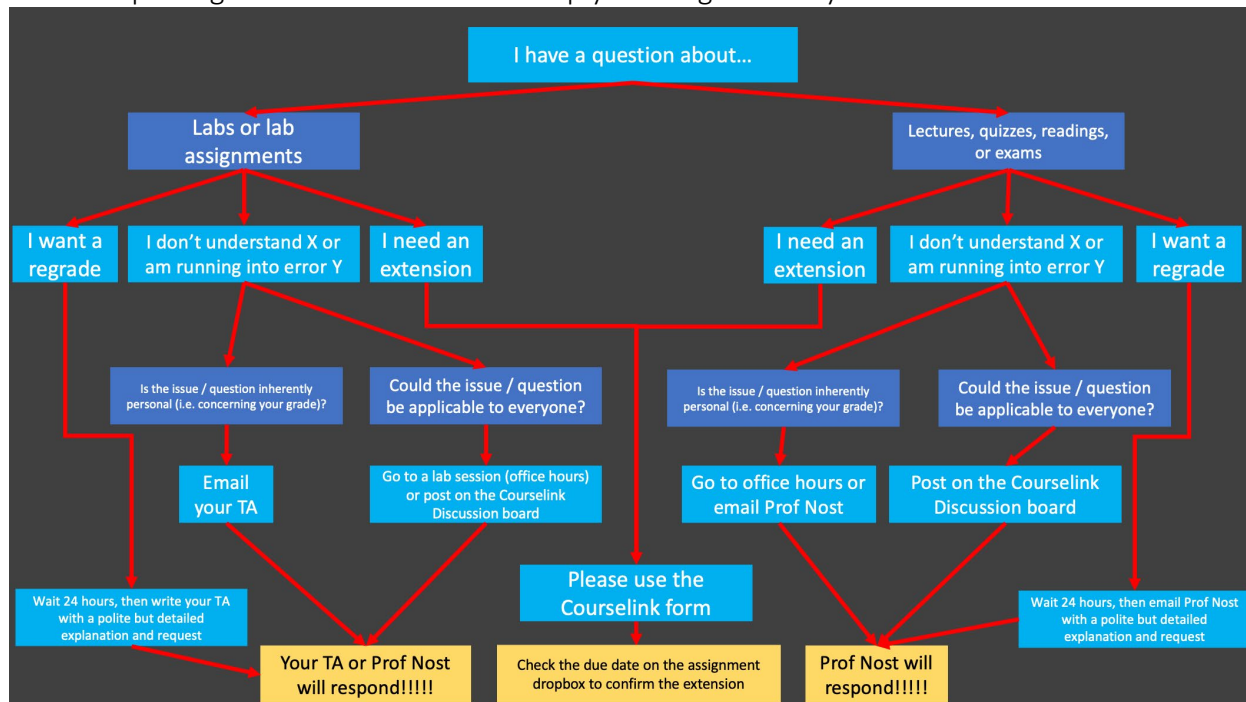 I have a question about...
Labs or lab
assignments
Lectures, quizzes, readings,
or exams
I want a
regrade
I don't understand X or
am running into error Y
I need an
extension
I need an
extension
I don't understand X or
am running into error Y
I want a
regrade
Is the issue / question inherently
personal (i.e. concerning your grade)?
Could the issue / question
be applicable to everyone?
Is the issue / question inherently
personal (i.e. concerning your grade)?
Could the issue / question
be applicable to everyone?
Email
your TA
Go to a lab session (office hours)
or post on the Courselink
Discussion board
Go to office hours or
email Prof Nost
Post on the Courselink
Discussion board
Please use the
Courselink form
Wait 24 hours, then write your TA
with a polite but detailed
explanation and request
Wait 24 hours, then email Prof Nost
with a polite but detailed
explanation and request
Your TA or Prof Nost
will respond!!!!!
Check the due date on the assignment
dropbox to confirm the extension
Prof Nost will
respond!!!!!